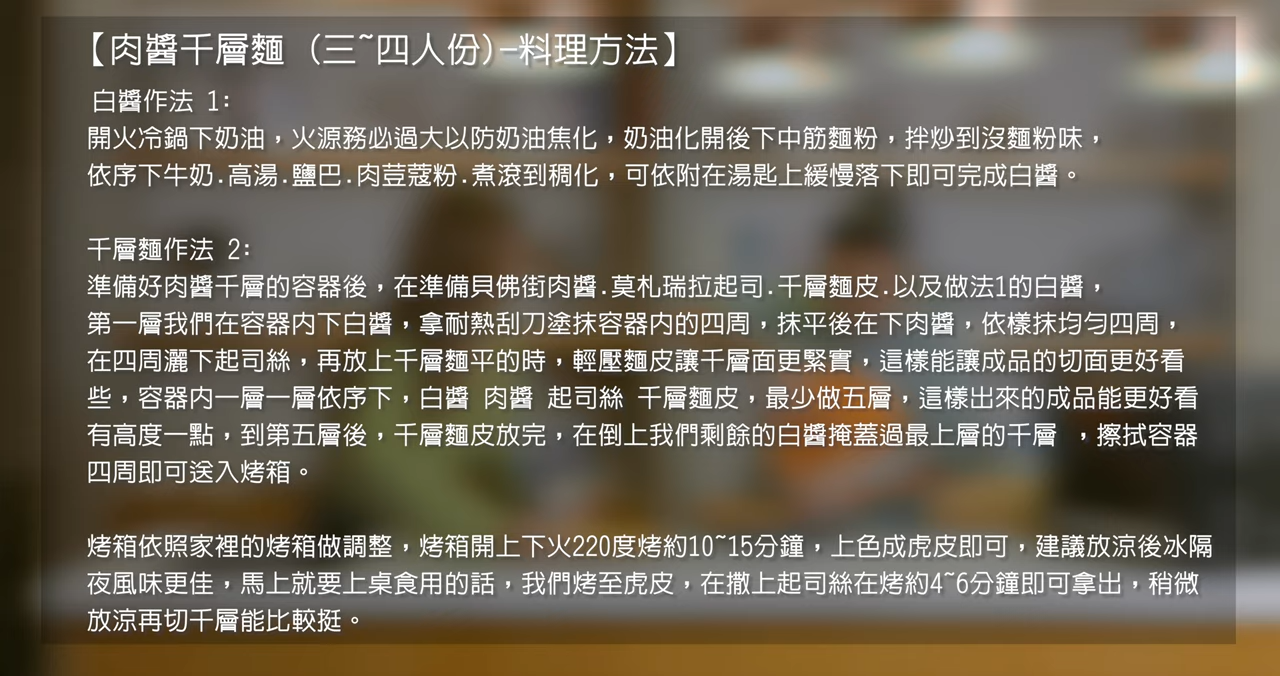 【肉醬千層麵 (三~四人份)-料理方法】
白醬作法 1:
開火冷鍋下奶油，火源務必過大以防奶油焦化，奶油化開後下中筋麵粉，拌炒到沒麵粉味，
依序下牛奶.高湯.鹽巴.肉荳蔻粉.煮滾到稠化，可依附在湯匙上緩慢落下即可完成白醬。
千層麵作法 2:
準備好肉醬千層的容器後，在準備貝佛街肉醬.莫札瑞拉起司.千層麵皮.以及做法1的白醬，
第一層我們在容器內下白醬，拿耐熱刮刀塗抹容器內的四周，抹平後在下肉醬，依樣抹均勻四周，
在四周灑下起司絲，再放上千層麵平的時，輕壓麵皮讓千層面更緊實，這樣能讓成品的切面更好看
些，容器内一層一層依序下，白醬 肉醬 起司絲 千層麵皮，最少做五層，這樣出來的成品能更好看
有高度一點，到第五層後，千層麵皮放完，在倒上我們剩餘的白醬掩蓋過最上層的千層 ，擦拭容器
四周即可送入烤箱。
烤箱依照家裡的烤箱做調整，烤箱開上下火220度烤約10~15分鐘，上色成虎皮即可，建議放涼後冰隔
夜風味更佳，馬上就要上桌食用的話，我們烤至虎皮，在撒上起司絲在烤約4~6分鐘即可拿出，稍微
放涼再切千層能比較挺。